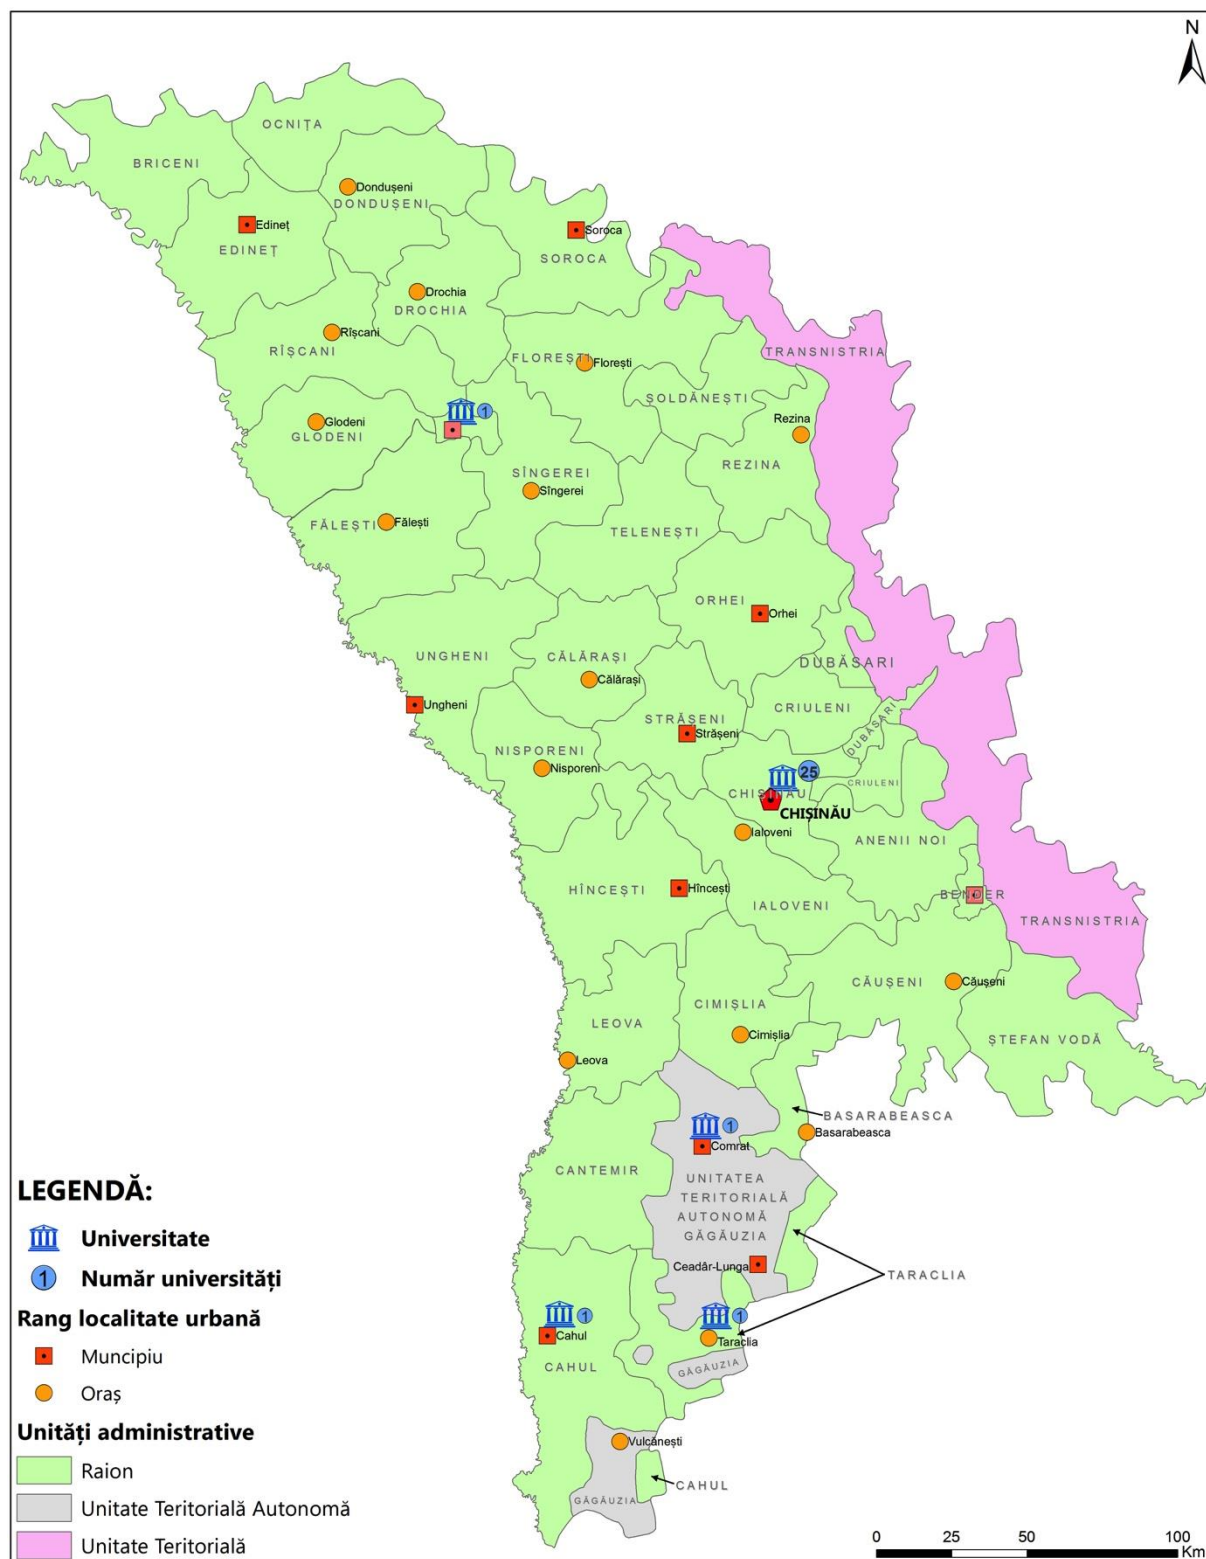 N
OCNIȚA
BRICENI
Dondușeni
DONDUȘENI
Edineț
EDINEȚ
Soroca
SOROCA
Drochia
DROCHIA
Rîșcani
RÎȘCANI
TRANSNISTRIA
FLOREȘTI
Florești
ȘOLDĂNEȘTI
1
Glodeni
GLODENI
Rezina
REZINA
SÎNGEREI
Sîngerei
FĂLEȘTI
Fălești
TELENEȘTI
ORHEI
Orhei
UNGHENI
CĂLĂRAȘI
Călărași
DUBĂSARI
Ungheni
CRIULENI
STRĂȘENI
Strășeni
DUBĂSARI
NISPORENI
Nisporeni
25
CHIȘINĂU
CRIULENI
CHIȘINĂU
Ialoveni
ANENII NOI
HÎNCEȘTI
Hîncești
IALOVENI
BENDER
TRANSNISTRIA
CĂUȘENI
Căușeni
CIMIȘLIA
Cimișlia
LEOVA
Leova
ȘTEFAN VODĂ
BASARABEASCA
Basarabeasca
1
Comrat
CANTEMIR
UNITATEA
TERITORIALĂ
AUTONOMĂ
GĂGĂUZIA
Ceadâr-Lunga
TARACLIA
1
Cahul
CAHUL
1
Taraclia
GĂGĂUZIA
Vulcănești
CAHUL
GĂGĂUZIA
LEGENDĂ:
Universitate
1 Număr universități
Rang localitate urbană
Muncipiu
Oraș
Unități administrative
Raion
Unitate Teritorială Autonomă
Unitate Teritorială
0 25 50 100
Km